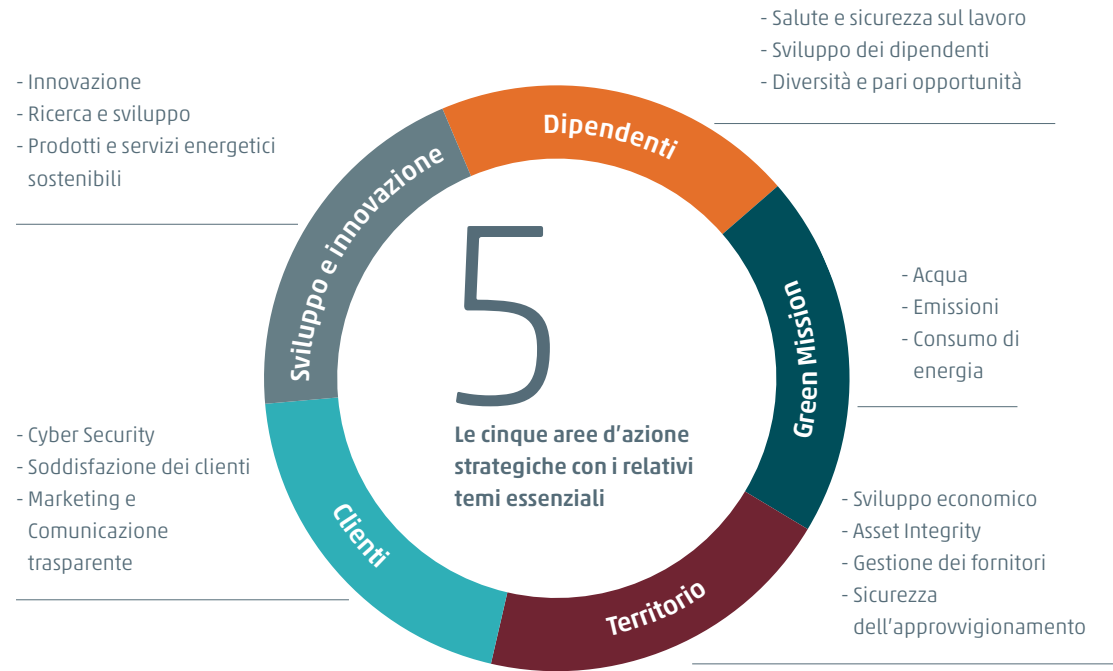 - Salute e sicurezza sul lavoro
- Sviluppo dei dipendenti
- Diversità e pari opportunità
- Innovazione
- Ricerca e sviluppo
- Prodotti e servizi energetici
sostenibili
Dipendenti
Sviluppo e innovazione
Green Mission
- Acqua
- Emissioni
- Consumo di
energia
5
Le cinque aree d'azione
strategiche con i relativi
temi essenziali
- Cyber Security
- Soddisfazione dei clienti
- Marketing e
Comunicazione
trasparente
Clienti
Territorio
- Sviluppo economico
- Asset Integrity
- Gestione dei fornitori
- Sicurezza
dell'approvvigionamento